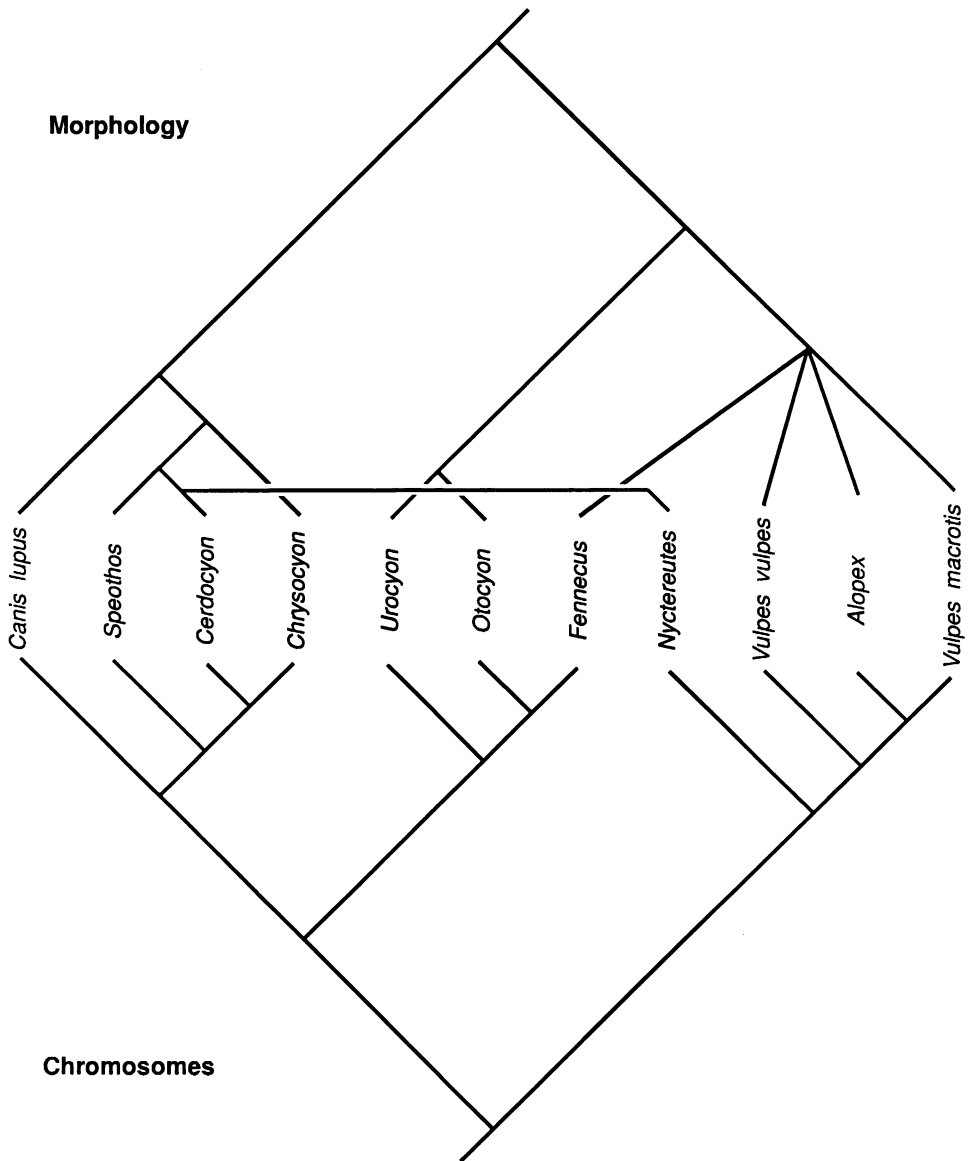 Morphology
Canis lupus
Speothos
Cerdocyon
Chrysocyon
Urocyon
Otocyon
Fennecus
Nyctereutes
Vulpes vulpes
Alopex
Vulpes macrotis
Chromosomes